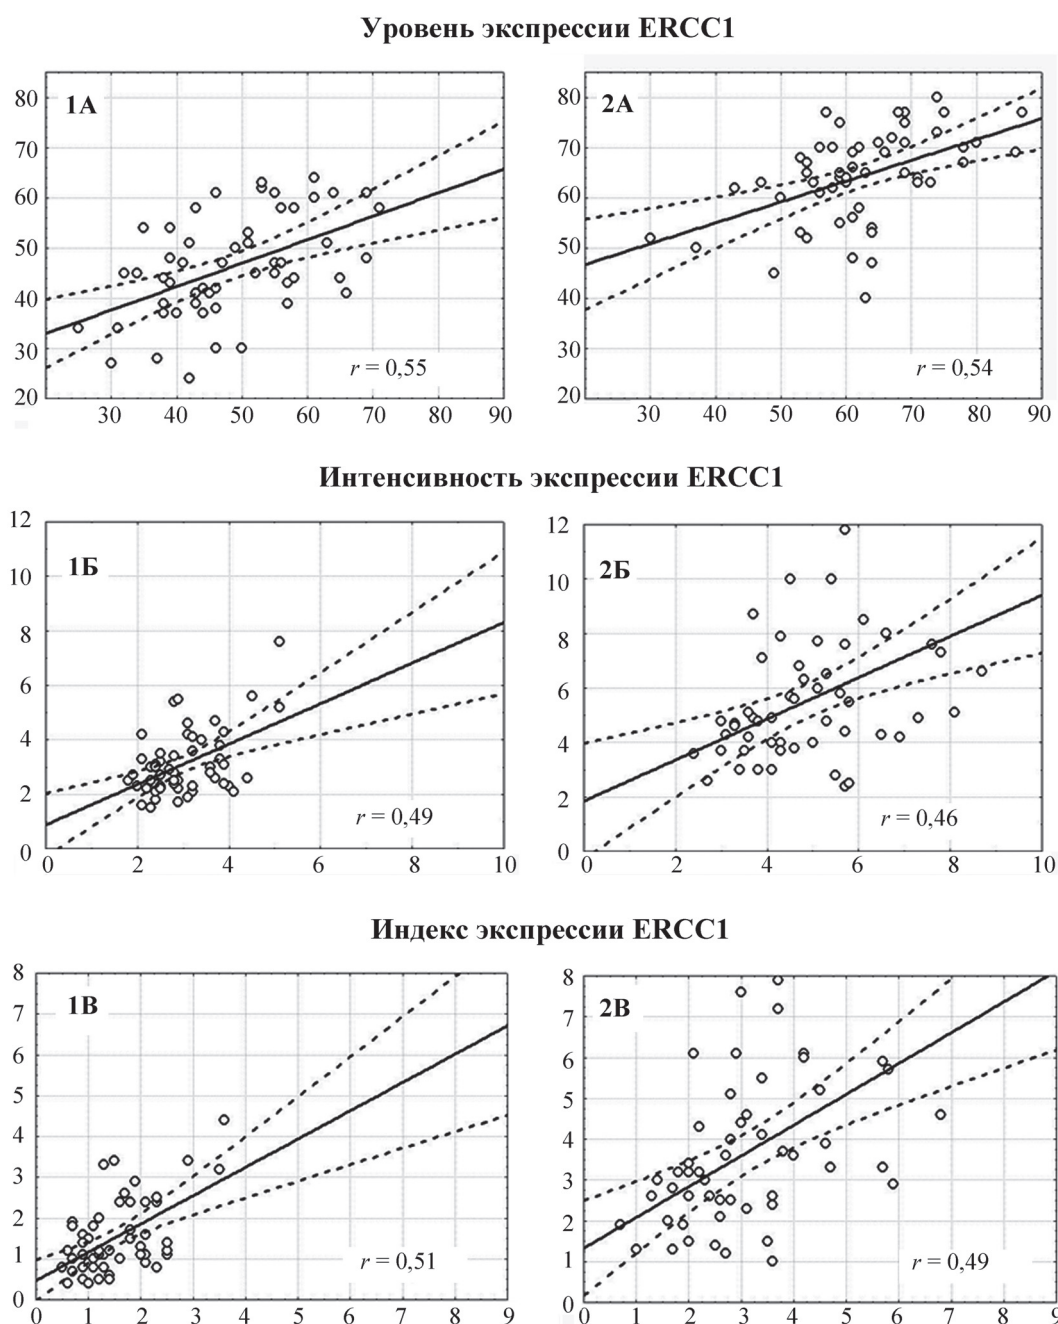 Уровень экспрессии ERCC1
1А
80
70
60
50
40
30
20
r = 0,55
30 40 50 60 70 80 90
2А
80
70
60
50
40
30
20
r = 0,54
30 40 50 60 70 80 90
Интенсивность экспрессии ERCC1
12
1Б
10
8
6
4
2
0
r = 0,49
0 2 4 6 8 10
12
2Б
10
8
6
4
2
0
r = 0,46
0 2 4 6 8 10
Индекс экспрессии ERCC1
8
1В
7
6
5
4
3
2
1
0
r = 0,51
0 1 2 3 4 5 6 7 8 9
8
2В
7
6
5
4
3
2
1
0
r = 0,49
0 1 2 3 4 5 6 7 8 9